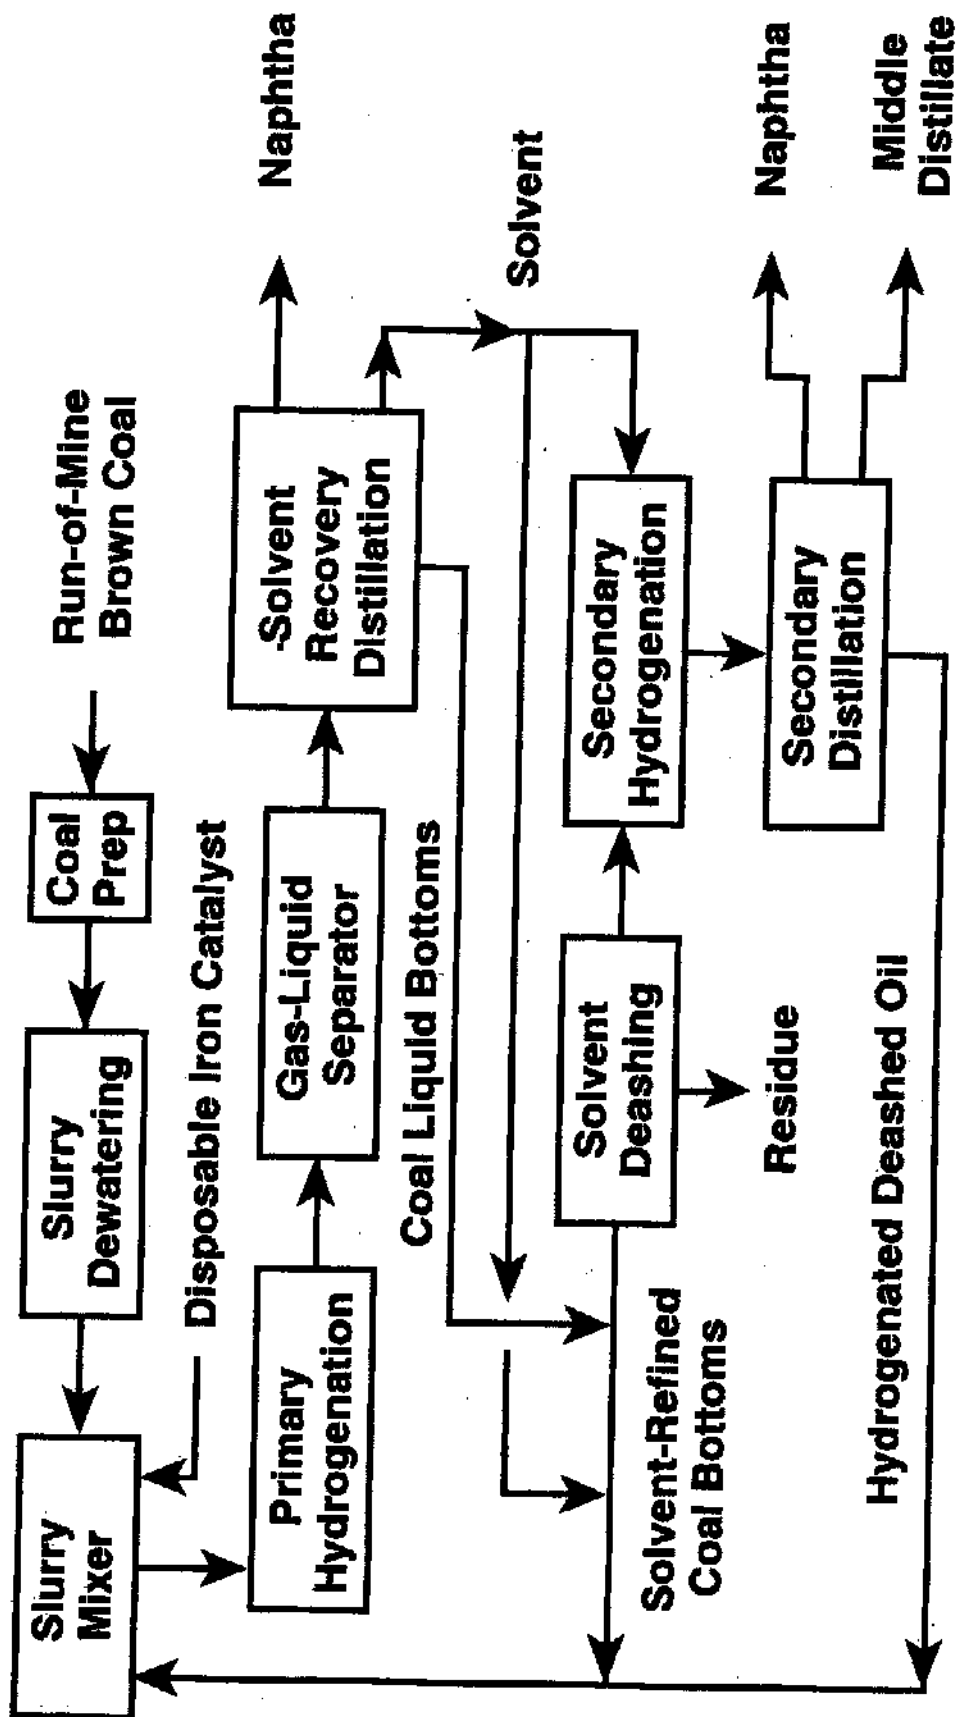 Run-of-Mine
Brown Coal
Coal
Prep
Slurry
Dewatering
Slurry
Mixer
Disposable Iron Catalyst
Primary
Hydrogenation
Gas-Liquid
Separator
Solvent
Recovery
Distillation
Naphtha
Coal Liquid Bottoms
Solvent
Solvent-Refined
Coal Bottoms
Solvent
Deashing
Residue
Secondary
Hydrogenation
Secondary
Distillation
Naphtha
Middle
Distillate
Hydrogenated Deashed Oil